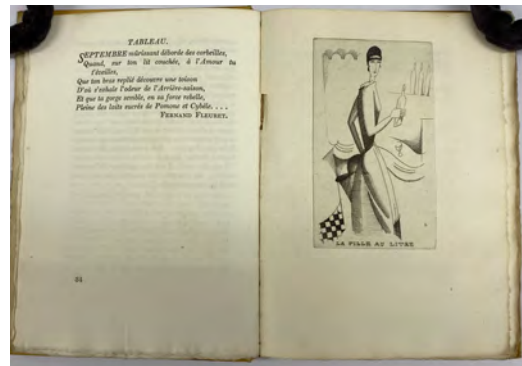 TABLEAU.
SEPTEMBRE mûrissant déborde des corbeilles,
Quand, sur ton lit couchée, à l'Amour tu
t'éveilles,
Que ton bras replié découvre une toison
D'où s'exhale l'odeur de l'Arrière-saison,
Et que ta gorge semble, en sa force rebelle,
Pleine des laits sucrés de Pomone et Cybèle. . . .
FERNAND FLEURET.
24
LA FILLE AU LITRE